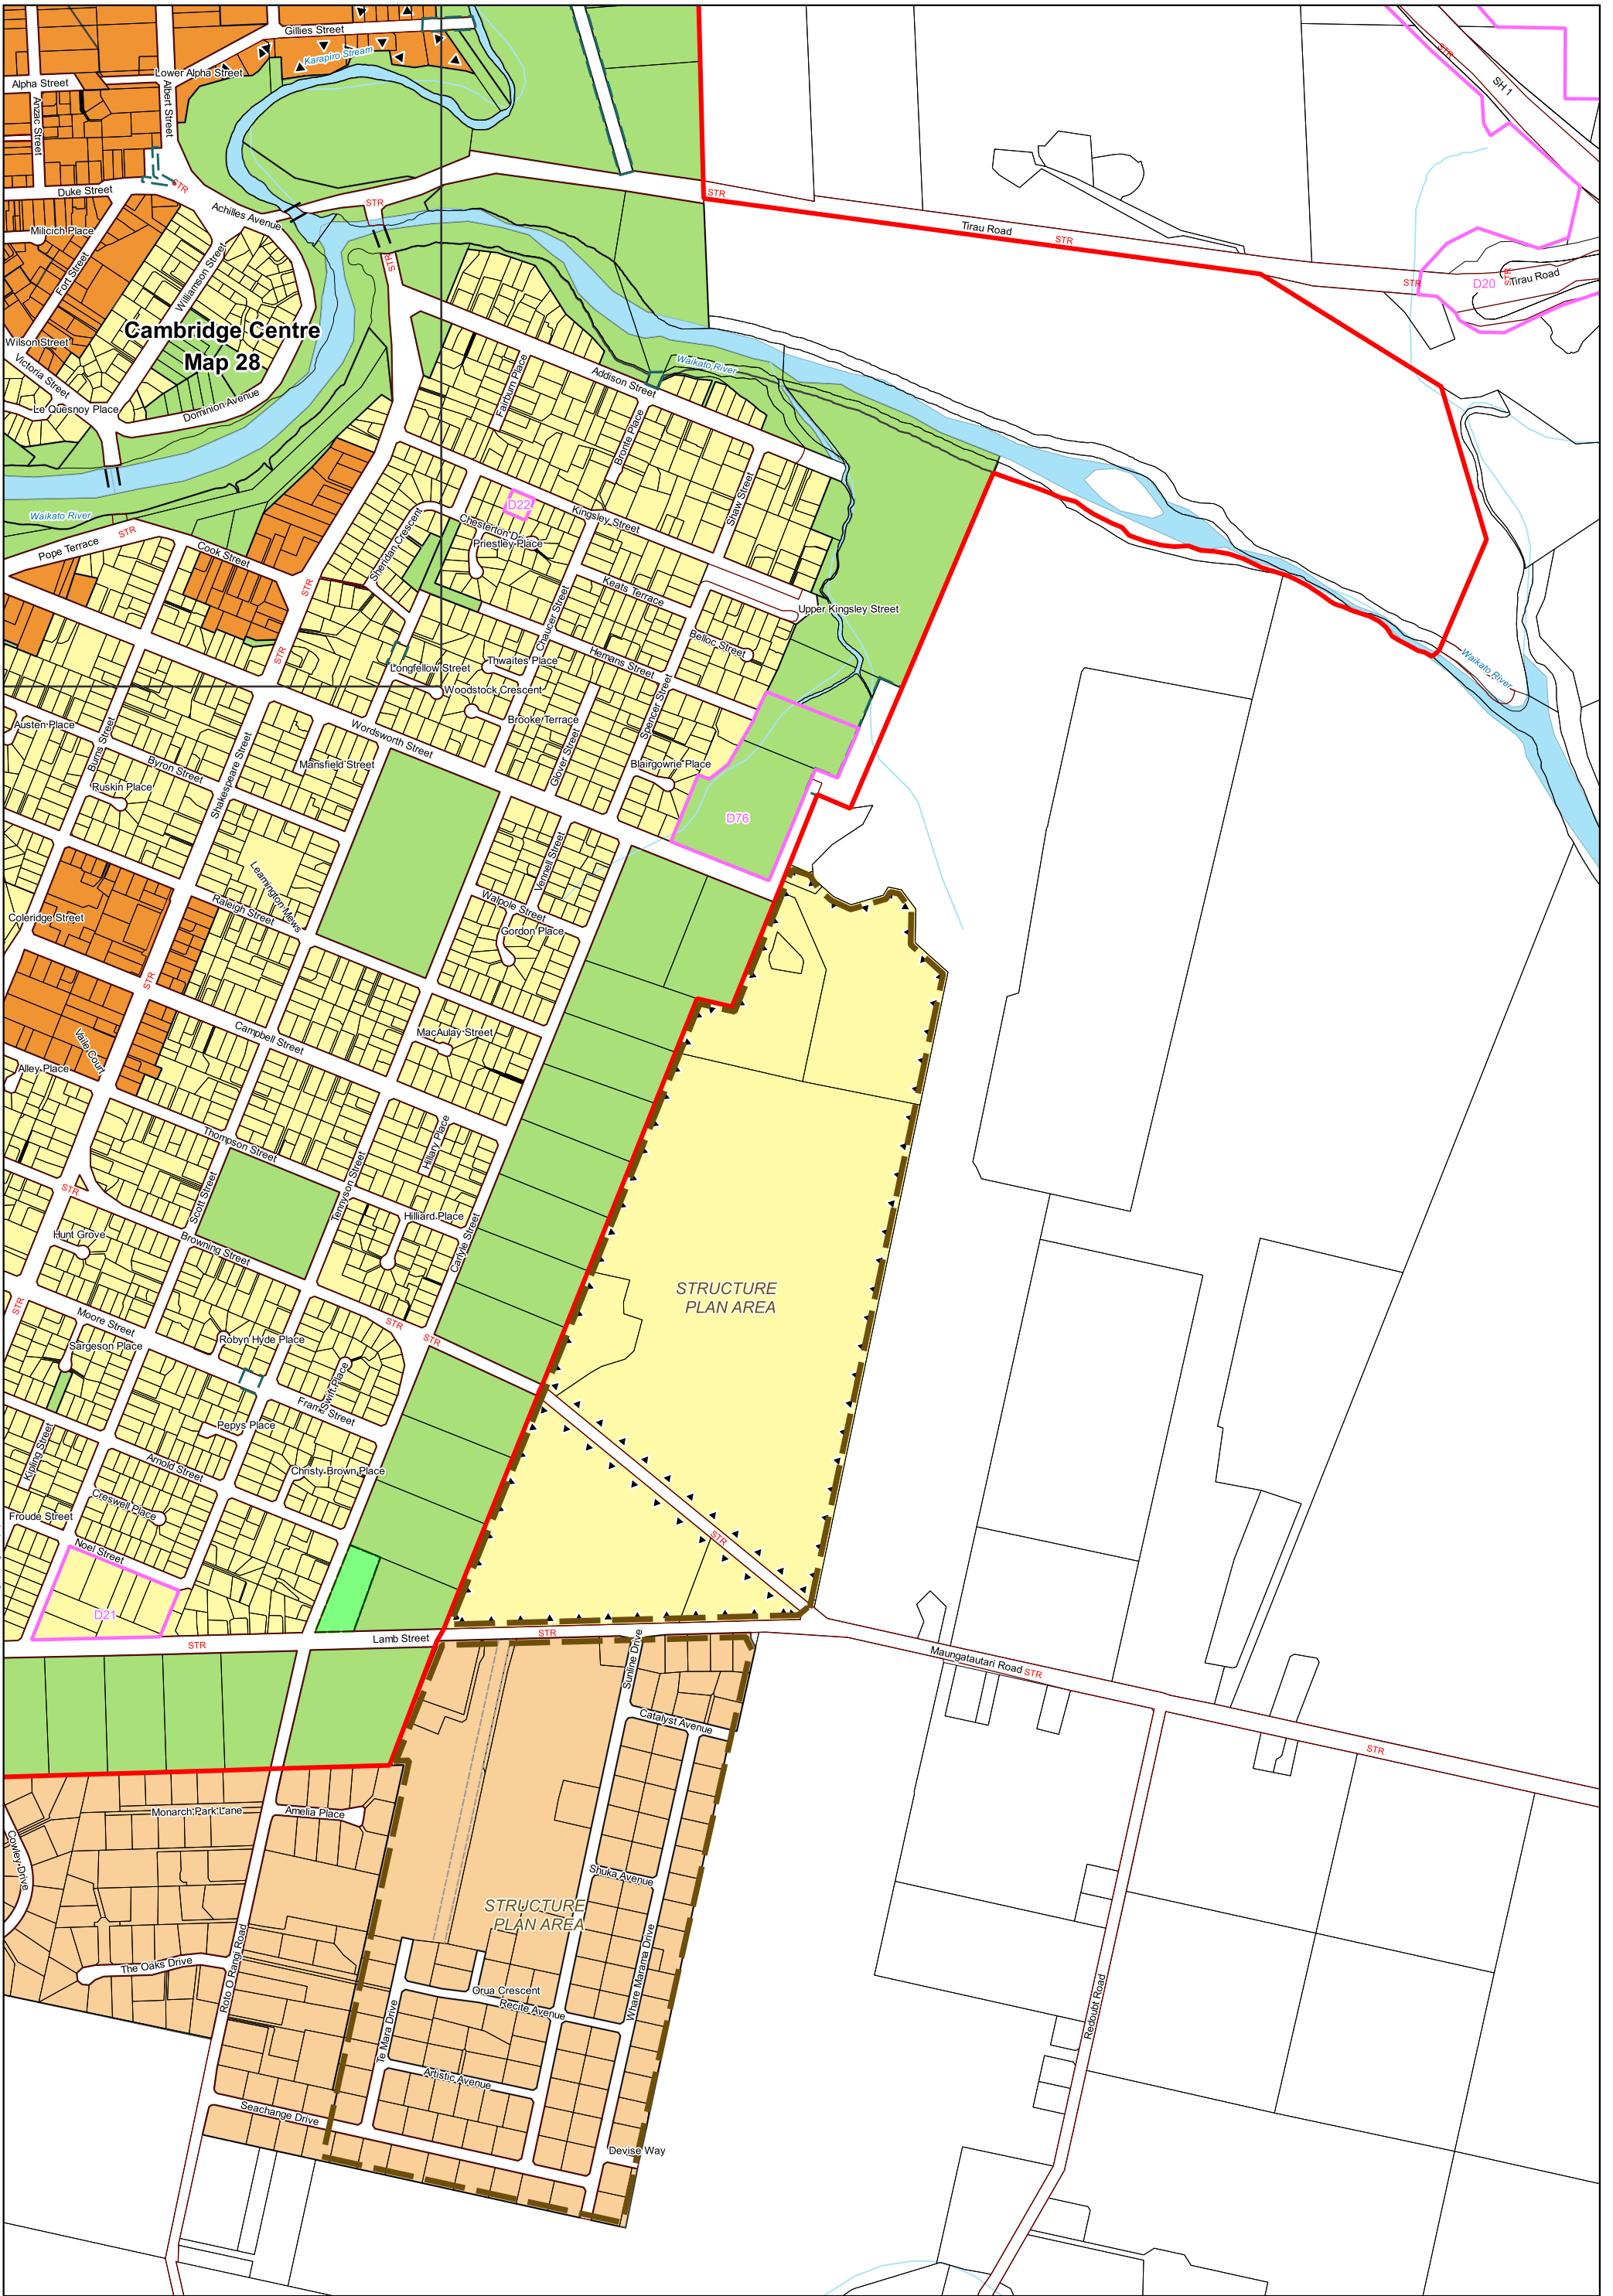 Gillies Street
Karapiro Stream
Lower Alpha Street
Alpha Street
Albert Street
Anzac Street
SH 1
STR
Duke Street
STR
STR
STR
Achilles Avenue
Milicich Place
Williamson Street
Fort Street
STR
Tirau Road
STR
STR
D20
STR
Tirau Road
Cambridge Centre
Map 28
Wilson Street
Victoria Street
Le Quesnoy Place
Dominion Avenue
Fairburn Place
Addison Street
Waikato River
Bronte Place
Shaw Street
D22
Kingsley Street
Waikato River
STR
Pope Terrace
Cook Street
Sheridan Crescent
Priestley Place
STR
Keats Terrace
Chaucer Street
Upper Kingsley Street
Belloc Street
STR
Longfellow Street
Thwaites Place
Hemans Street
Waikato River
Woodstock Crescent
Spencer Street
Brooke Terrace
Austen Place
Burns Street
Wordsworth Street
Glover Street
Byron Street
Shakespeare Street
Mansfield Street
Blairgowrie Place
Ruskin Place
D76
Vennell Street
Leamington Mews
Raleigh Street
Walpole Street
Coleridge Street
Gordon Place
STR
Campbell Street
MacAulay Street
Vaile Court
Alley Place
Thompson Street
Hillary Place
Scott Street
Tennyson Street
STR
Hilliard Place
Hunt Grove
Browning Street
Carlyle Street
STRUCTURE
PLAN AREA
STR
Moore Street
STR
STR
Robyn Hyde Place
Sargeson Place
Swift Place
Frame Street
Pepys Place
Kipling Street
Arnold Street
Christy Brown Place
Creswell Place
Froude Street
STR
Noel Street
D21
STR
Lamb Street
STR
Sunline Drive
Maungatautari Road
STR
Catalyst Avenue
STR
Monarch Park Lane
Amelia Place
Cowley Drive
Shuka Avenue
STRUCTURE
PLAN AREA
The Oaks Drive
Roto O Rangi Road
Whare Marama Drive
Orua Crescent
Recite Avenue
Te Mara Drive
Redoubt Road
Artistic Avenue
Seachange Drive
Devise Way